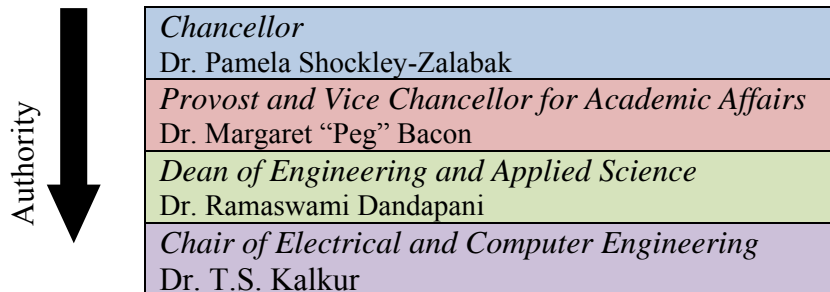 Authority
Chancellor
Dr. Pamela Shockley-Zalabak
Provost and Vice Chancellor for Academic Affairs
Dr. Margaret “Peg” Bacon
Dean of Engineering and Applied Science
Dr. Ramaswami Dandapani
Chair of Electrical and Computer Engineering
Dr. T.S. Kalkur